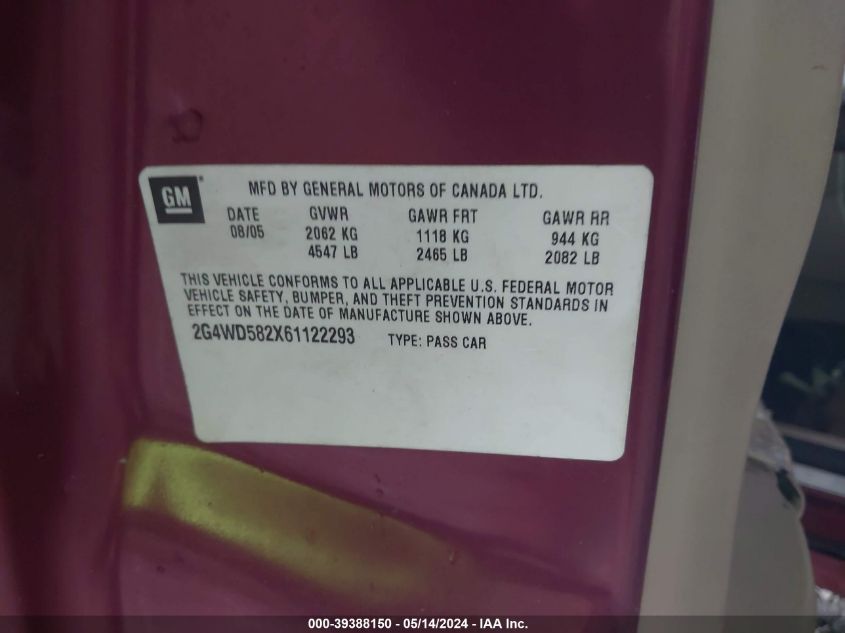 GM® MFD BY GENERAL MOTORS OF CANADA LTD.
DATE GVWR GAWR FRT GAWR RR
08/05 2062 KG 1118 KG 944 KG
4547 LB 2465 LB 2082 LB
THIS VEHICLE CONFORMS TO ALL APPLICABLE U.S. FEDERAL MOTOR
VEHICLE SAFETY, BUMPER, AND THEFT PREVENTION STANDARDS IN
EFFECT ON THE DATE OF MANUFACTURE SHOWN ABOVE.
2G4WD582X61122293 TYPE: PASS CAR
000-39388150 - 05/14/2024 - IAA Inc.